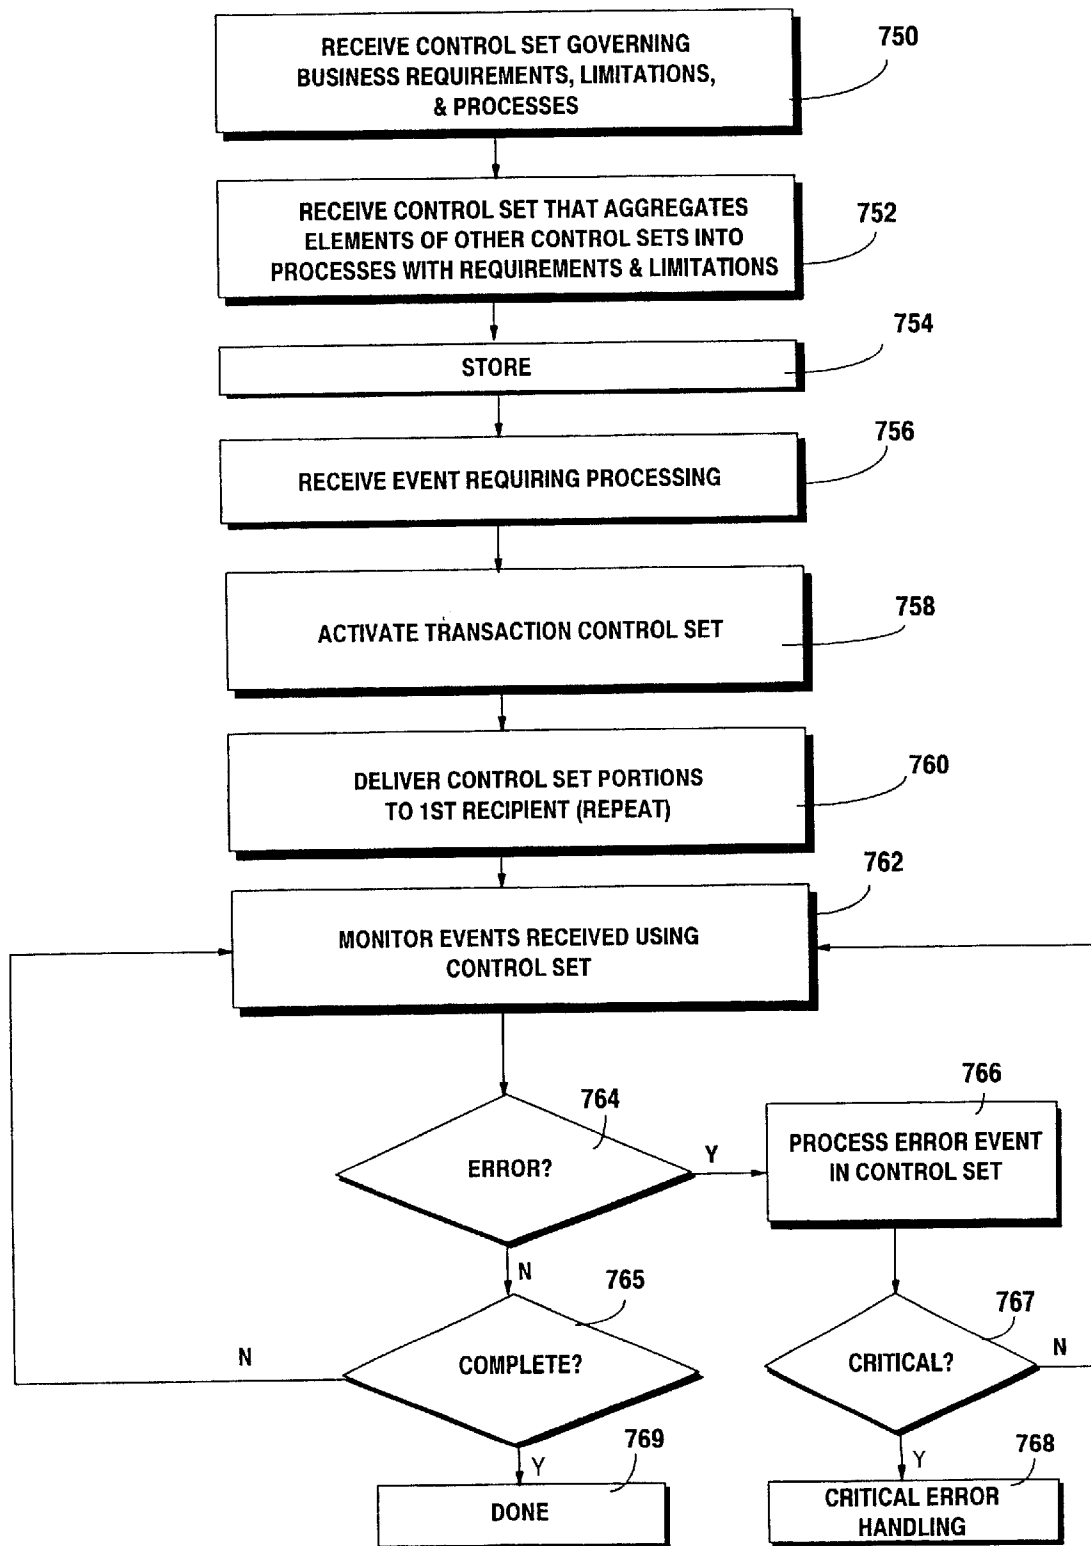 RECEIVE CONTROL SET GOVERNING
BUSINESS REQUIREMENTS, LIMITATIONS,
& PROCESSES
750
RECEIVE CONTROL SET THAT AGGREGATES
ELEMENTS OF OTHER CONTROL SETS INTO
PROCESSES WITH REQUIREMENTS & LIMITATIONS
752
STORE
754
RECEIVE EVENT REQUIRING PROCESSING
756
ACTIVATE TRANSACTION CONTROL SET
758
DELIVER CONTROL SET PORTIONS
TO 1ST RECIPIENT (REPEAT)
760
MONITOR EVENTS RECEIVED USING
CONTROL SET
762
ERROR?
764
Y
N
PROCESS ERROR EVENT
IN CONTROL SET
766
COMPLETE?
765
N
Y
CRITICAL?
767
N
Y
DONE
769
CRITICAL ERROR
HANDLING
768